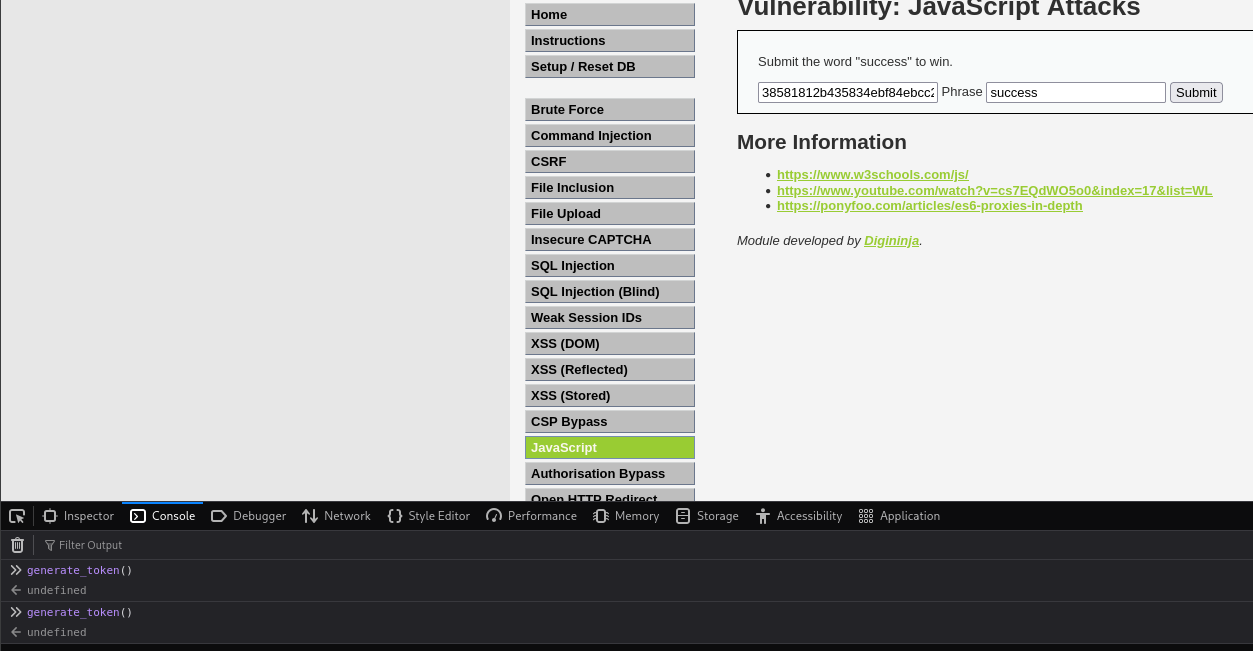 Vulnerability: JavaScript Attacks
Home
Instructions
Setup / Reset DB
Brute Force
Command Injection
CSRF
File Inclusion
File Upload
Insecure CAPTCHA
SQL Injection
SQL Injection (Blind)
Weak Session IDs
XSS (DOM)
XSS (Reflected)
XSS (Stored)
CSP Bypass
JavaScript
Authorisation Bypass
Open HTTP Redirect
Submit the word "success" to win.
38581812b435834ebf84ebcc2 Phrase success Submit
More Information
https://www.w3schools.com/js/
https://www.youtube.com/watch?v=cs7EQdWO5o0&index=17&list=WL
https://ponyfoo.com/articles/es6-proxies-in-depth
Module developed by Digininja.
Inspector Console Debugger Network Style Editor Performance Memory Storage Accessibility Application
Filter Output
generate_token()
undefined
generate_token()
undefined